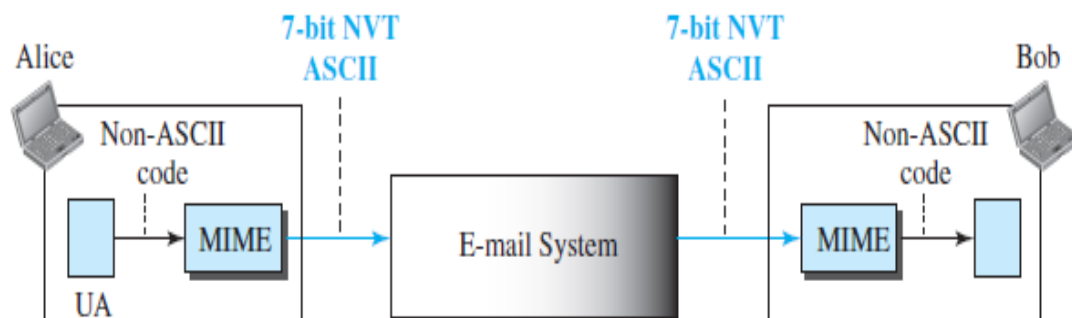 7-bit NVT
ASCII
7-bit NVT
ASCII
Alice
Bob
Non-ASCII
code
Non-ASCII
code
MIME
E-mail System
MIME
UA